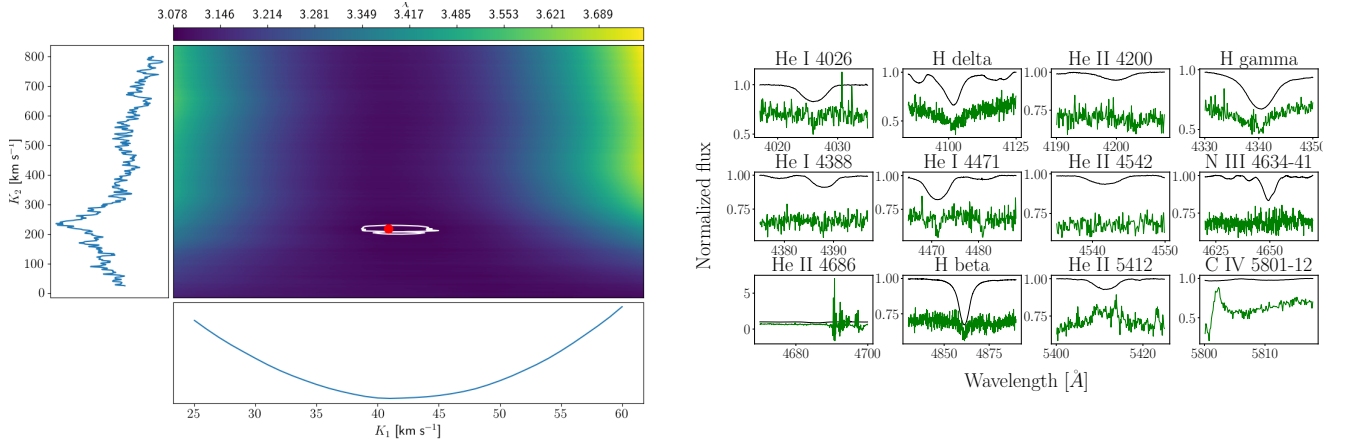 3.078 3.146 3.214 3.281 3.349 3.417 3.485 3.553 3.621 3.689
800
700
600
500
400
300
200
100
0
K2 [km s⁻¹]
25 30 35 40 45 50 55 60
K1 [km s⁻¹]
Normalized flux
He I 4026 H delta He II 4200 H gamma
1.0 1.0 1.00 1.0
0.5 0.5 0.75 0.5
4020 4030 4100 4125 4190 4200 4330 4340 4350
He I 4388 He I 4471 He II 4542 N III 4634-41
1.00 1.00 1.00 1.00
0.75 0.75 0.75 0.75
4380 4390 4470 4480 4540 4550 4625 4650
He II 4686 H beta He II 5412 C IV 5801-12
5 1.00 1.00 1.0
0 0.75 0.75 0.5
4680 4700 4850 4875 5400 5420 5800 5810
Wavelength [Å]